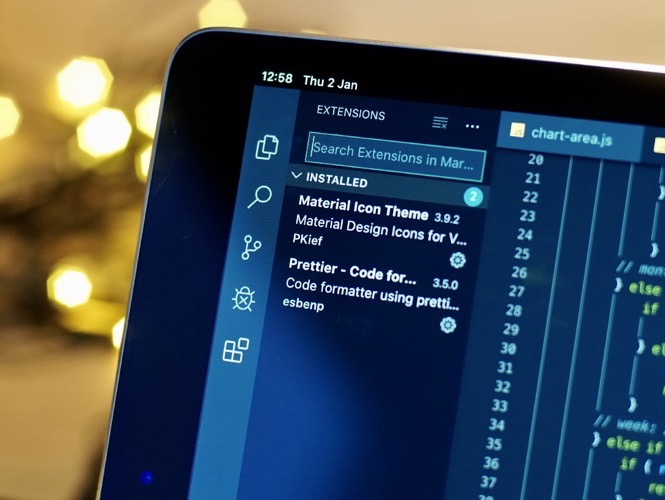 12:58 Thu 2 Jan
EXTENSIONS
Search Extensions in Mar...
INSTALLED
2
Material Icon Theme 3.9.2
Material Design Icons for V...
PKief
Prettier - Code for... 3.5.0
Code formatter using pretti...
esbenp
chart-area.js
20
21
22
23
24
25 }
26 // mon
27 } else
28 if
29
30 } el
31
32
33 }
34 // week:
35 } else if
36 if (
37